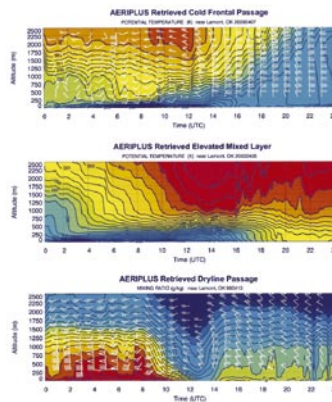 AERIPLUS Retrieved Cold Frontal Passage
POTENTIAL TEMPERATURE (K) near Lamont, OK
Altitude (m)
2500
2250
2000
1750
1500
1250
1000
750
500
250
0
0 2 4 6 8 10 12 14 16 18 20 22
Time (UTC)
AERIPLUS Retrieved Elevated Mixed Layer
POTENTIAL TEMPERATURE (K) near Lamont, OK
Altitude (m)
2500
2250
2000
1750
1500
1250
1000
750
500
250
0
0 2 4 6 8 10 12 14 16 18 20 22
Time (UTC)
AERIPLUS Retrieved Dryline Passage
MIXING RATIO (g/kg) near Lamont, OK
Altitude (m)
2500
2250
2000
1750
1500
1250
1000
750
500
250
0
0 2 4 6 8 10 12 14 16 18 20 22
Time (UTC)